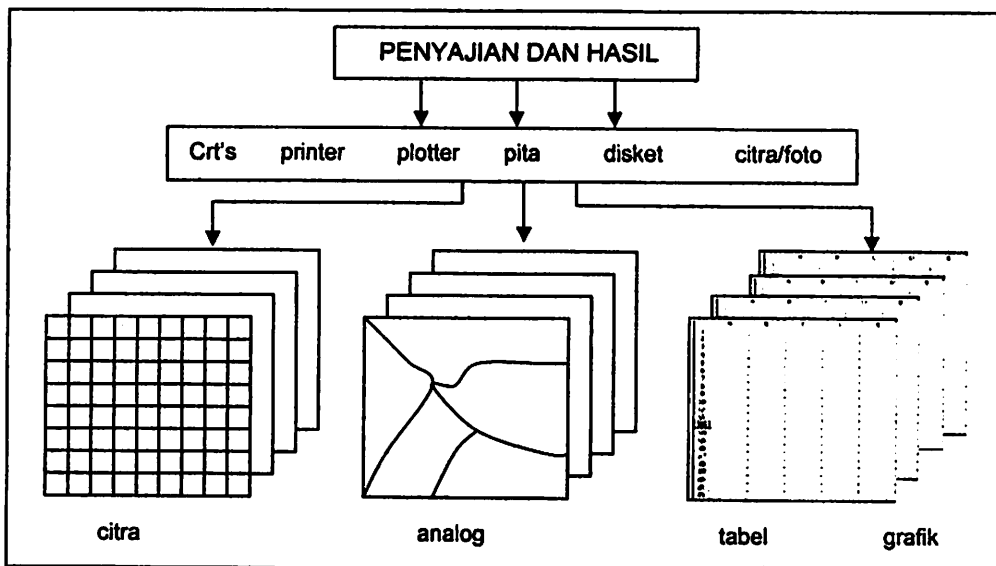 PENYAJIAN DAN HASIL
Crt's printer plotter pita disket citra/foto
citra analog tabel grafik